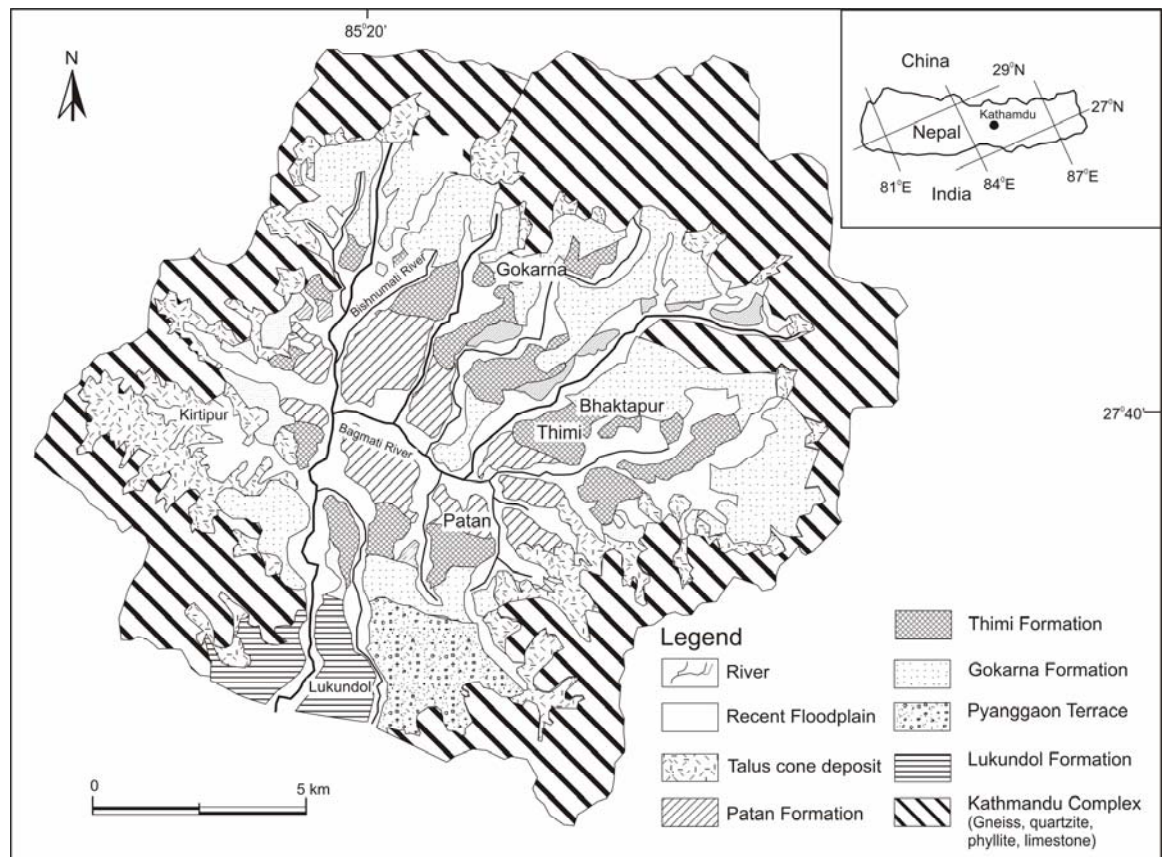 85°20'
N
China
29°N
Kathamdu
27°N
Nepal
81°E
India
84°E
87°E
Bishnumati River
Gokarna
Kirtipur
Bhaktapur
Thimi
27°40'
Bagmati River
Patan
Lukundol
0
5 km
Legend
River
Recent Floodplain
Talus cone deposit
Patan Formation
Thimi Formation
Gokarna Formation
Pyanggaon Terrace
Lukundol Formation
Kathmandu Complex
(Gneiss, quartzite,
phyllite, limestone)